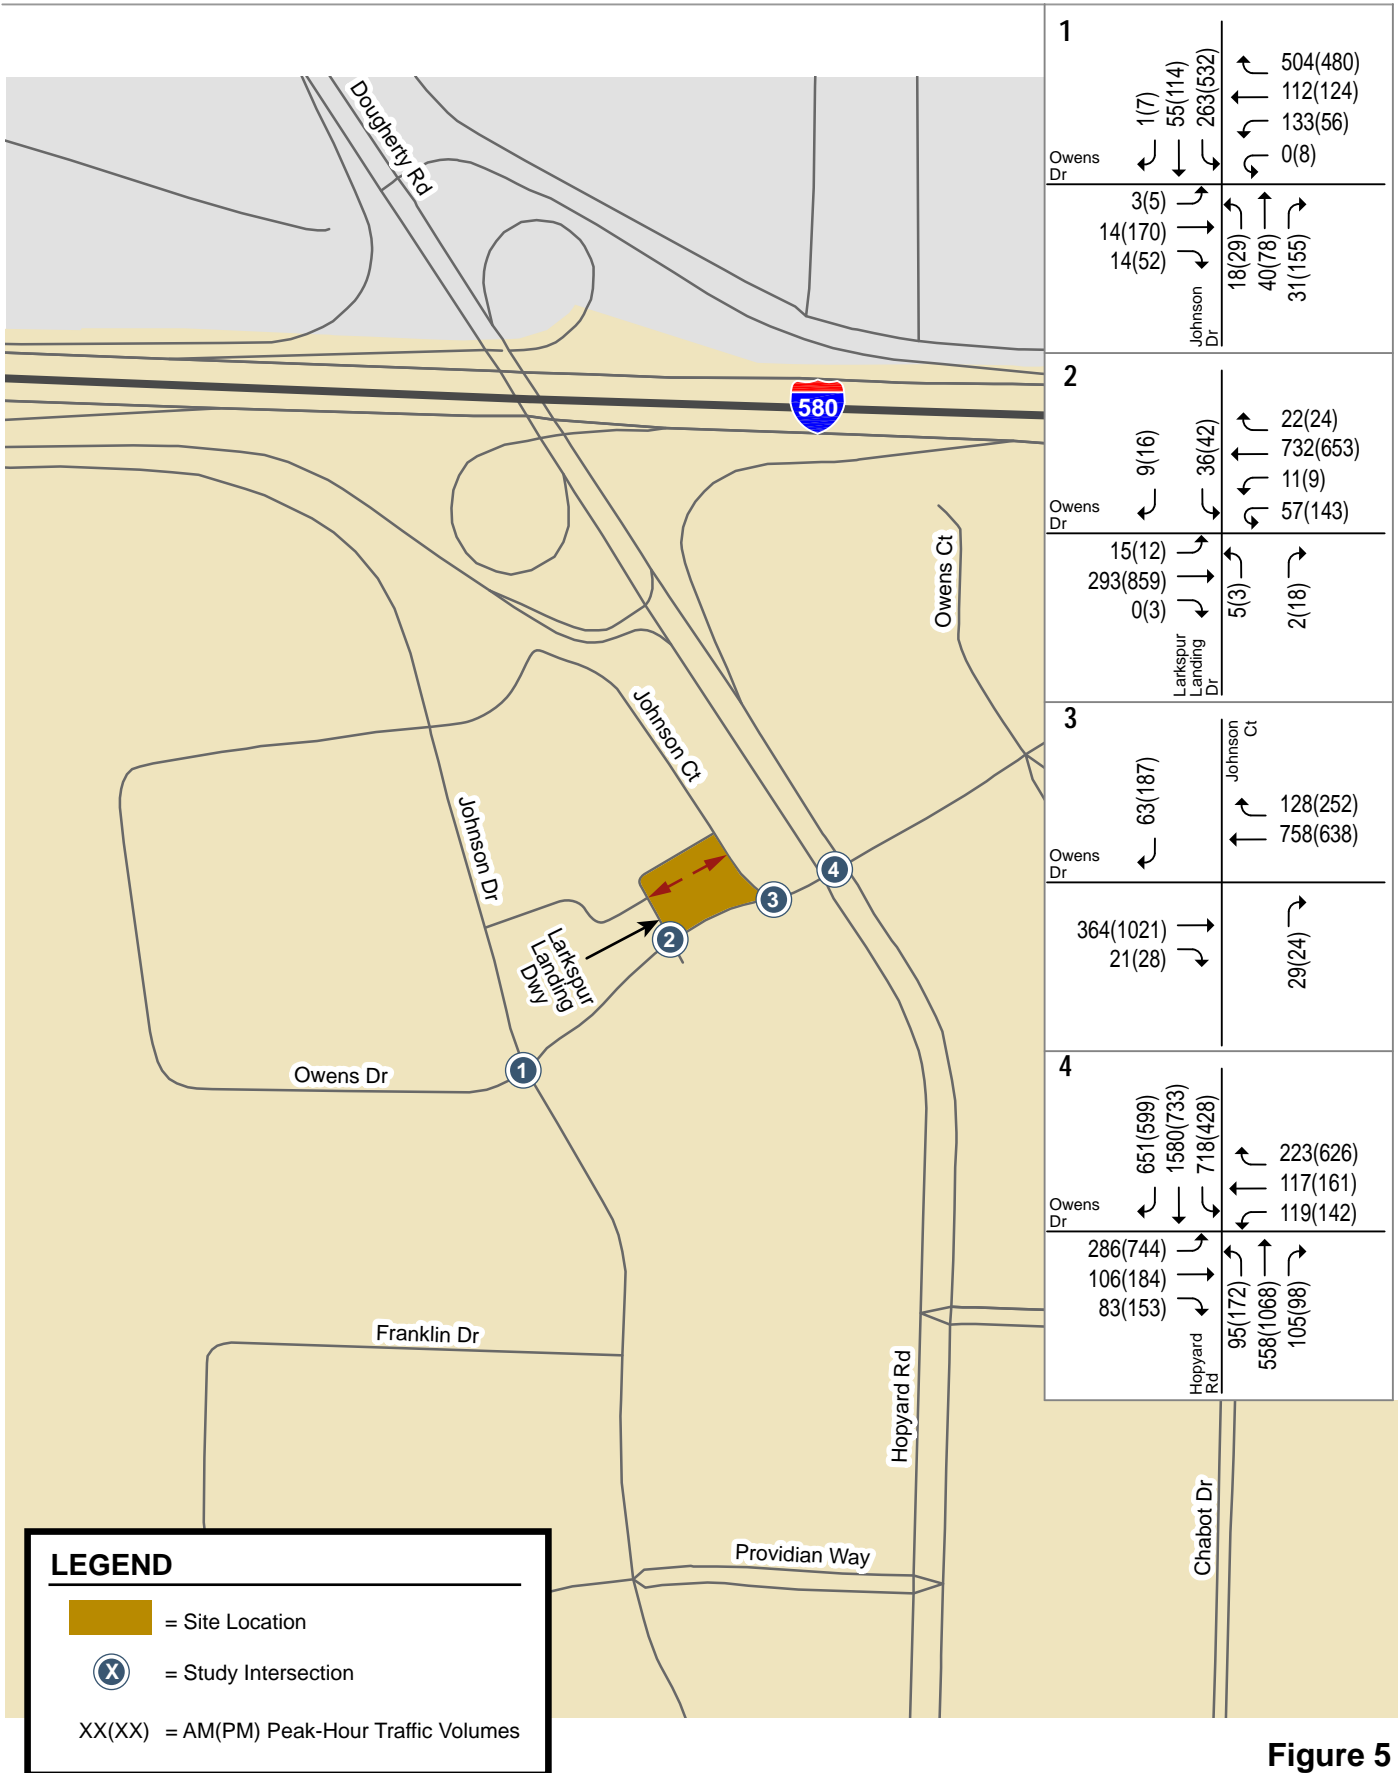 Dougherty Rd
580
Owens Ct
Johnson Ct
Johnson Dr
4
3
2
Larkspur
Landing
Dwy
1
Owens Dr
Franklin Dr
Hopyard Rd
Providian Way
Chabot Dr
1
1(7)
55(114)
263(532)
504(480)
112(124)
133(56)
0(8)
Owens
Dr
3(5)
14(170)
14(52)
18(29)
40(78)
31(155)
Johnson
Dr
2
9(16)
36(42)
22(24)
732(653)
11(9)
57(143)
Owens
Dr
15(12)
293(859)
0(3)
5(3)
2(18)
Larkspur
Landing
Dr
3
Johnson
Ct
63(187)
128(252)
758(638)
Owens
Dr
364(1021)
21(28)
29(24)
4
651(599)
1580(733)
718(428)
223(626)
117(161)
119(142)
Owens
Dr
286(744)
106(184)
83(153)
95(172)
558(1068)
105(98)
Hopyard
Rd
LEGEND
= Site Location
X = Study Intersection
XX(XX) = AM(PM) Peak-Hour Traffic Volumes
Figure 5